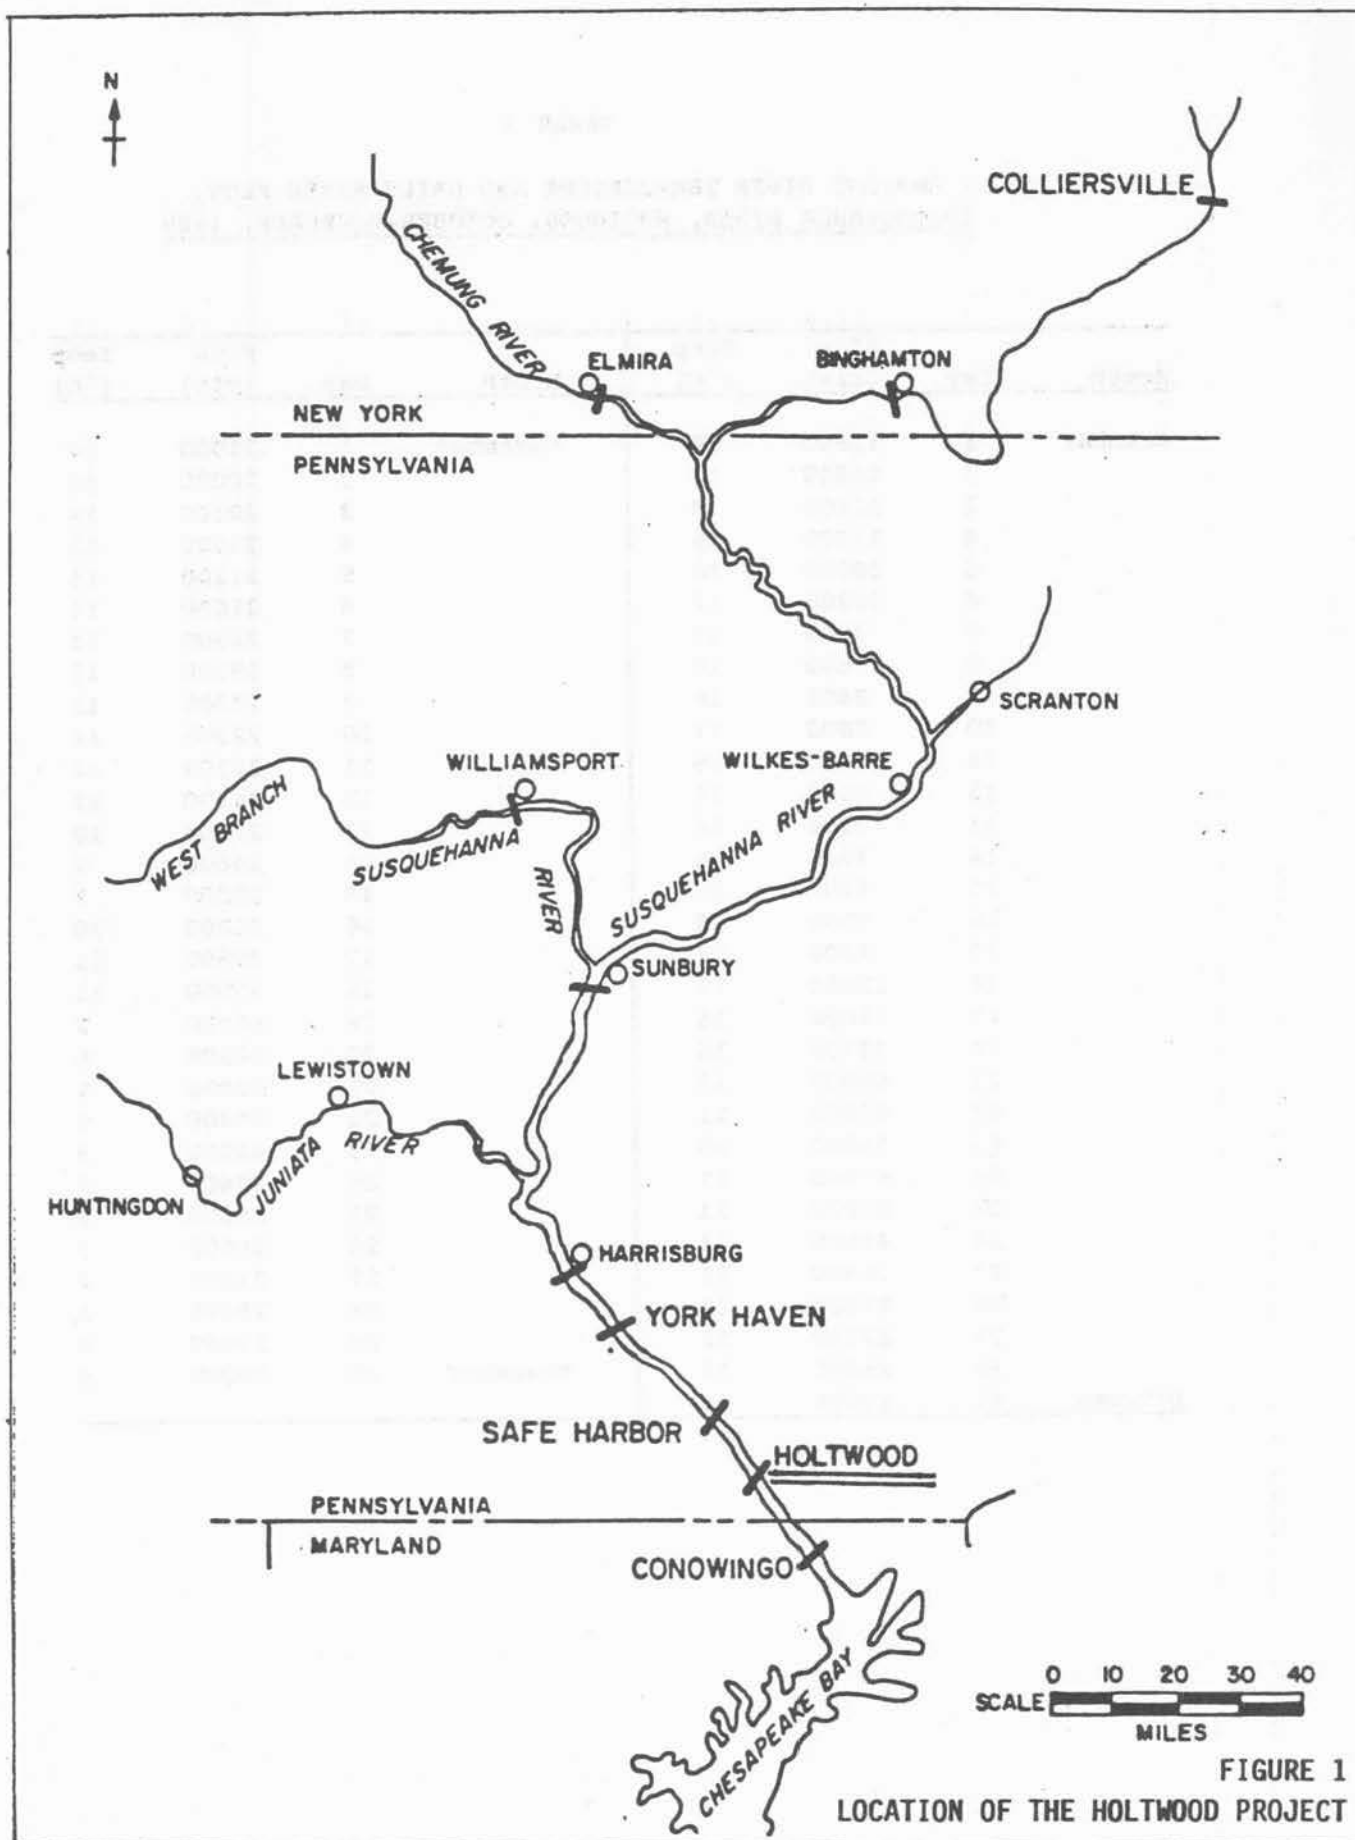 N
COLLIERSVILLE
CHEMUNG RIVER
ELMIRA
BINGHAMTON
NEW YORK
PENNSYLVANIA
SCRANTON
WILLIAMSPORT
WILKES-BARRE
WEST BRANCH
SUSQUEHANNA
RIVER
SUSQUEHANNA RIVER
SUNBURY
LEWISTOWN
JUNIATA
RIVER
HUNTINGDON
HARRISBURG
YORK HAVEN
SAFE HARBOR
HOLTWOOD
PENNSYLVANIA
MARYLAND
CONOWINGO
CHESAPEAKE BAY
0 10 20 30 40
SCALE
MILES
FIGURE 1
LOCATION OF THE HOLTWOOD PROJECT